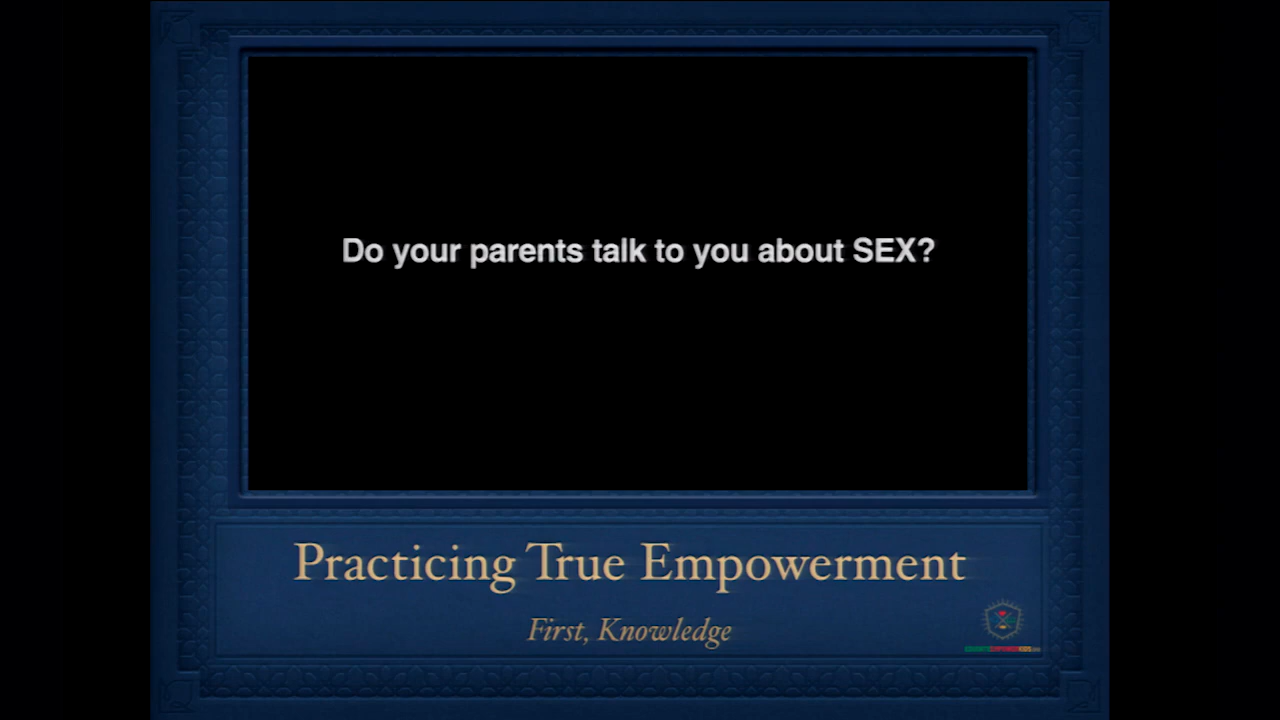 Do your parents talk to you about SEX?
Practicing True Empowerment
First, Knowledge